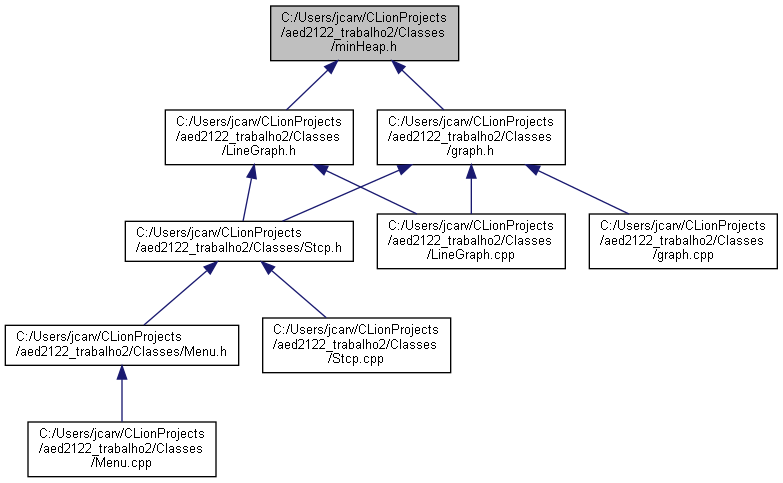 C:/Users/jcarv/CLionProjects
/aed2122_trabalho2/Classes
/minHeap.h
C:/Users/jcarv/CLionProjects
/aed2122_trabalho2/Classes
/LineGraph.h
C:/Users/jcarv/CLionProjects
/aed2122_trabalho2/Classes
/graph.h
C:/Users/jcarv/CLionProjects
/aed2122_trabalho2/Classes/Stcp.h
C:/Users/jcarv/CLionProjects
/aed2122_trabalho2/Classes
/LineGraph.cpp
C:/Users/jcarv/CLionProjects
/aed2122_trabalho2/Classes
/graph.cpp
C:/Users/jcarv/CLionProjects
/aed2122_trabalho2/Classes/Menu.h
C:/Users/jcarv/CLionProjects
/aed2122_trabalho2/Classes
/Stcp.cpp
C:/Users/jcarv/CLionProjects
/aed2122_trabalho2/Classes
/Menu.cpp